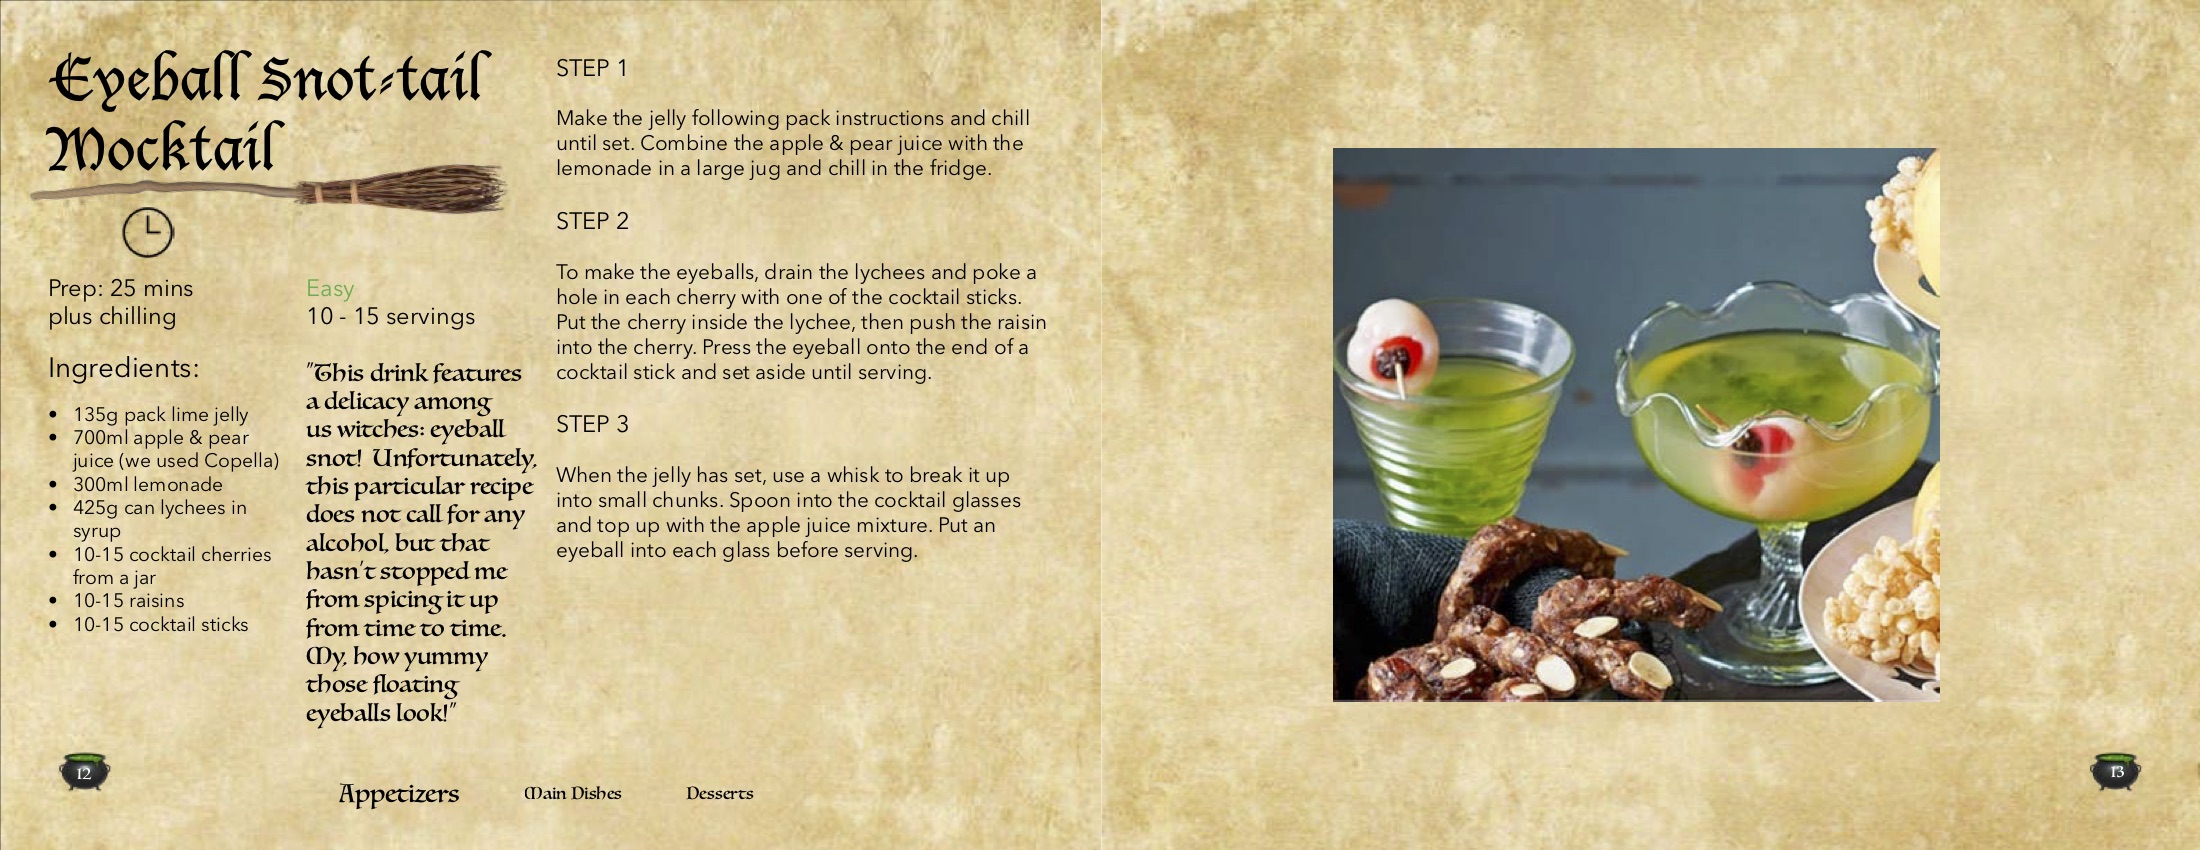 Eyeball Snot-tail
Mocktail
Prep: 25 mins
plus chilling
Easy
10 - 15 servings
Ingredients:
• 135g pack lime jelly
• 700ml apple & pear
juice (we used Copella)
• 300ml lemonade
• 425g can lychees in
syrup
• 10-15 cocktail cherries
from a jar
• 10-15 raisins
• 10-15 cocktail sticks
"This drink features
a delicacy among
us witches: eyeball
snot! Unfortunately,
this particular recipe
does not call for any
alcohol, but that
hasn't stopped me
from spicing it up
from time to time.
My, how yummy
those floating
eyeballs look!"
STEP 1
Make the jelly following pack instructions and chill
until set. Combine the apple & pear juice with the
lemonade in a large jug and chill in the fridge.
STEP 2
To make the eyeballs, drain the lychees and poke a
hole in each cherry with one of the cocktail sticks.
Put the cherry inside the lychee, then push the raisin
into the cherry. Press the eyeball onto the end of a
cocktail stick and set aside until serving.
STEP 3
When the jelly has set, use a whisk to break it up
into small chunks. Spoon into the cocktail glasses
and top up with the apple juice mixture. Put an
eyeball into each glass before serving.
12
Appetizers
Main Dishes
Desserts
13